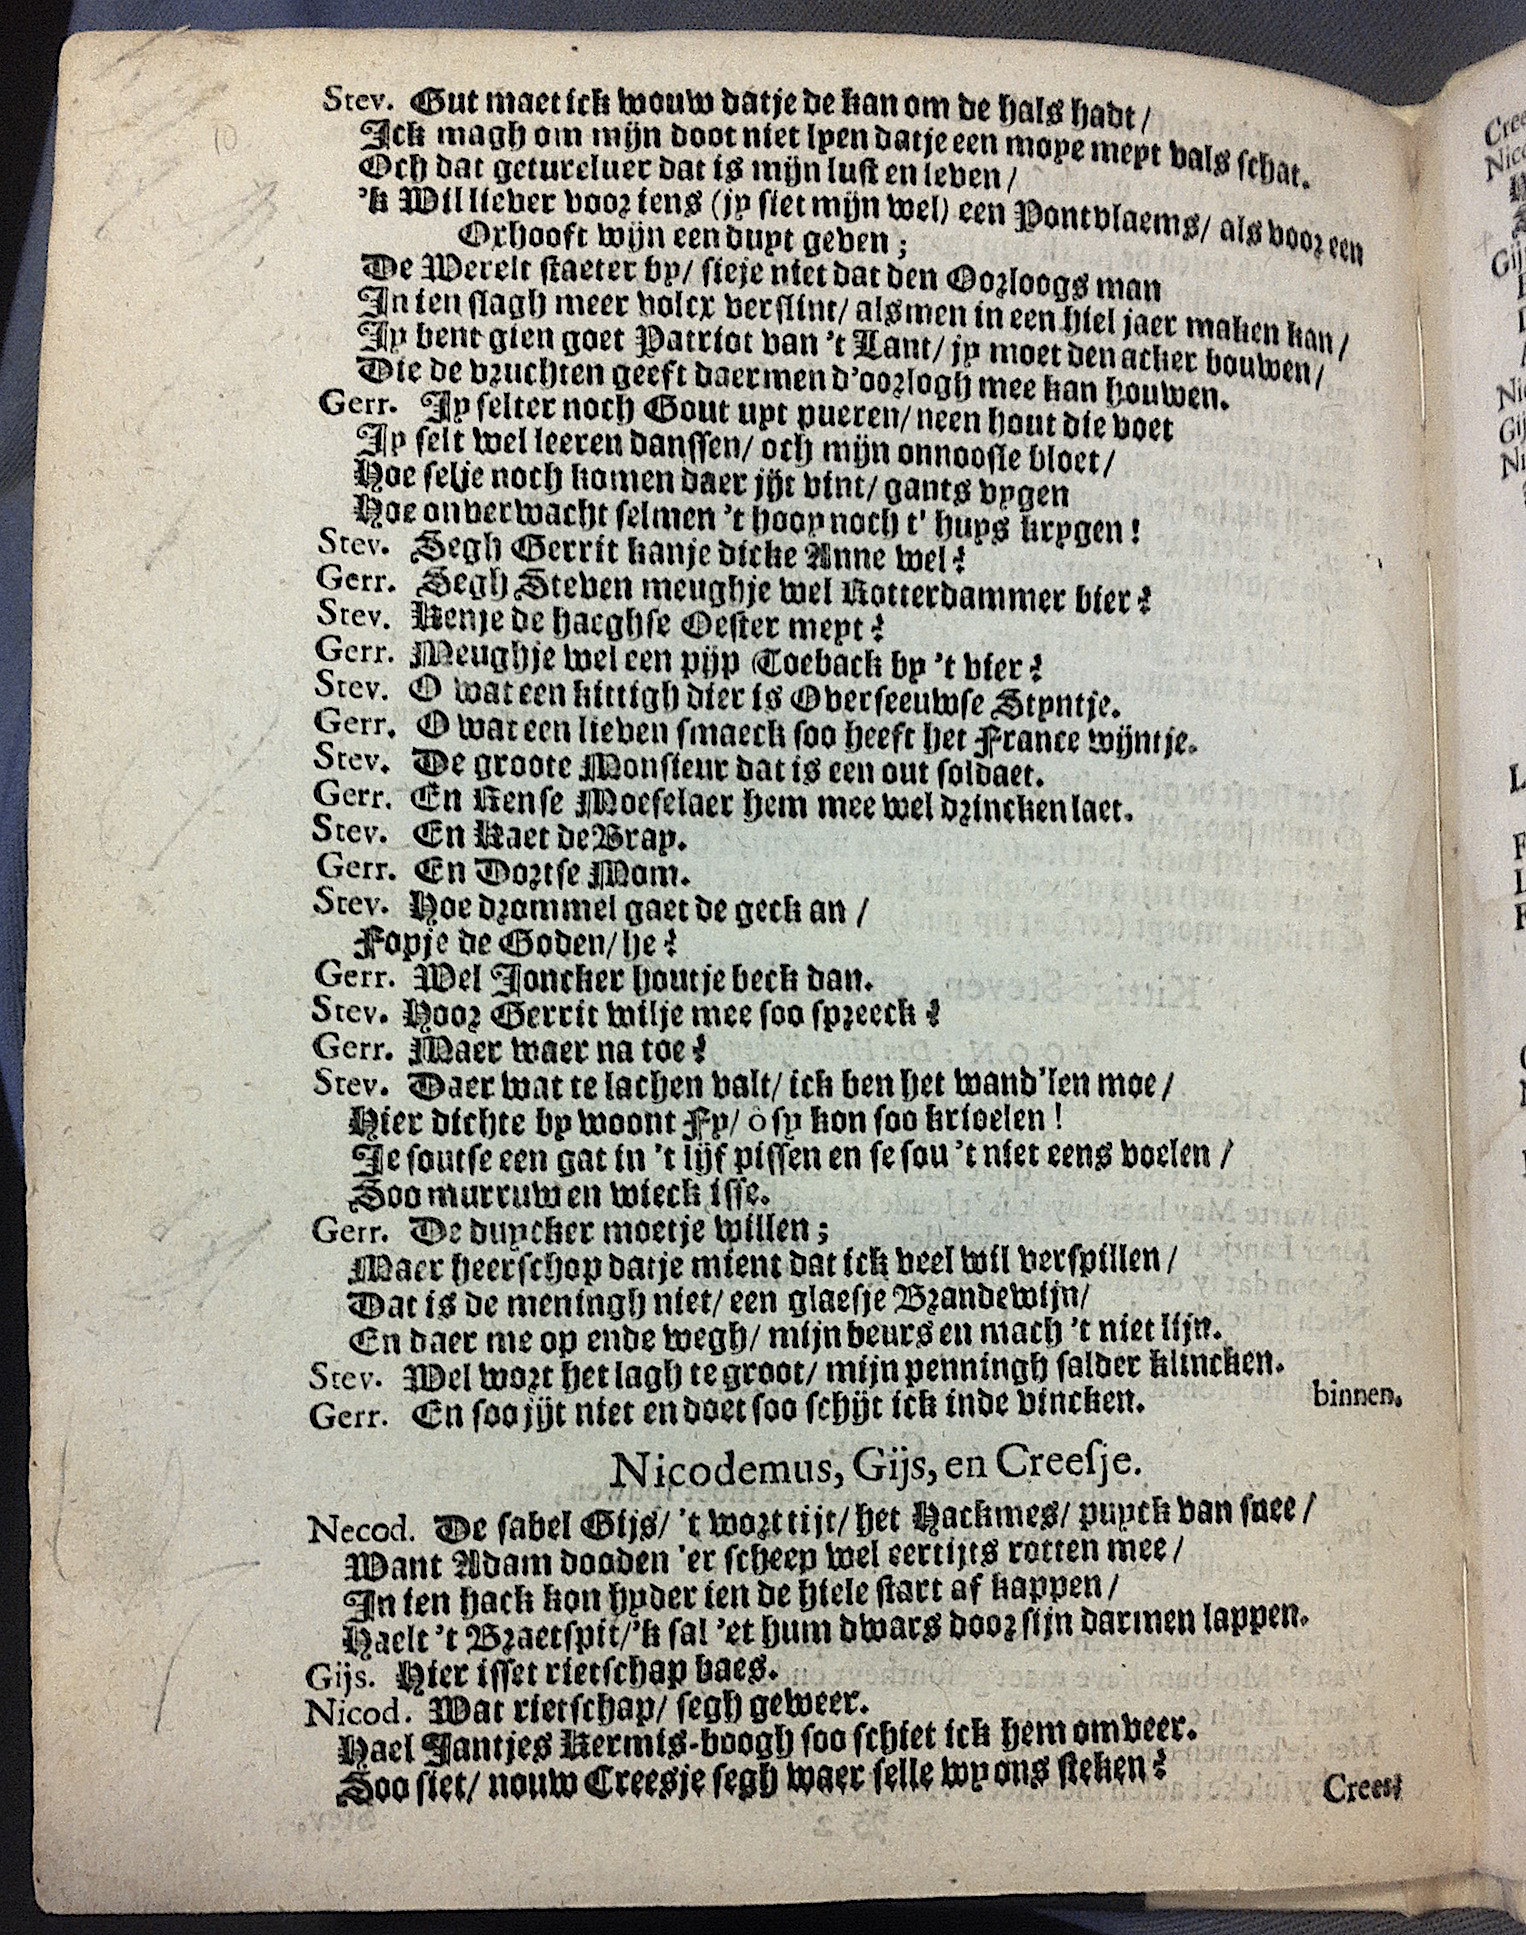 Stev. Gut maet ick wouw datje de kan om de hals hadt /
Ick magh om mijn doot niet lyen datje een moye meyt vals schat.
Och dat getureluer dat is mijn lust en leven /
'k Wil liever voor iens (jy siet mijn wel) een Pontvlaems / als voor een
Oxhooft wijn een duyt geven ;
De Werelt staeter by / sieje niet dat den Oorloogs man
In ien slagh meer volcx verslint / als men in een hiel jaer maken kan /
Jy bent gien goet Patriot van 't Lant / jy moet den acker bouwen /
Die de vruchten geeft daermen d'oorlogh mee kan houwen.
Gerr. Jy selter noch Gout uyt pueren / neen hout die voet
Jy selt wel leeren danssen / och mijn onnoosle bloet /
Hoe selje noch komen daer jijt vint / gants vygen
Hoe onverwacht selmen 't hoop noch t' huys krygen !
Stev. Segh Gerrit kanje dicke Anne wel ?
Gerr. Segh Steven meughje wel Rotterdammer bier ?
Stev. Kenje de haeghse Oester meyt ?
Gerr. Meughje wel een pijp Toeback by 't vier ?
Stev. O wat een kittigh dier is Overseeuwse Styntje.
Gerr. O wat een lieven smaeck soo heeft het France wijntje.
Stev. De groote Monsieur dat is een out soldaet.
Gerr. En Rense Moeselaer hem mee wel drincken laet.
Stev. En Kaet de Bray.
Gerr. En Dortse Mom.
Stev. Hoe drommel gaet de geck an /
Fopje de Goden / he ?
Gerr. Wel Joncker houtje beck dan.
Stev. Hoor Gerrit wilje mee soo spreeck ?
Gerr. Maer waer na toe ?
Stev. Daer wat te lachen valt / ick ben het wand'len moe /
Hier dichte by woont Fy / ô sy kon soo krioelen !
Je soutse een gat in 't lijf pissen en se sou 't niet eens voelen /
Soo murruw en wieck isse.
Gerr. De duycker moetje willen ;
Maer heerschop datje mient dat ick veel wil verspillen /
Dat is de meningh niet / een glaesje Brandewijn /
En daer me op ende wegh / mijn beurs en mach 't niet lijn.
Stev. Wel wort het lagh te groot / mijn penningh salder klincken.
Gerr. En soo jijt niet en doet soo schijt ick inde vincken. binnen.
Nicodemus, Gijs, en Creesje.
Necod. De sabel Gijs / 't wort tijt / het Hackmes / puyck van snee /
Want Adam dooden 'er scheep wel eertijts rotten mee /
In ien hack kon hyder ien de hiele start af kappen /
Haelt 't Braetspit / 'k sal 'et hum dwars door sijn darmen lappen.
Gijs. Hier isset rietschap baes.
Nicod. Wat rietschap / segh geweer.
Hael Jantjes Kermis-boogh soo schiet ick hem omveer.
Soo siet / nouw Creesje segh waer selle wy ons steken ?
Crees.